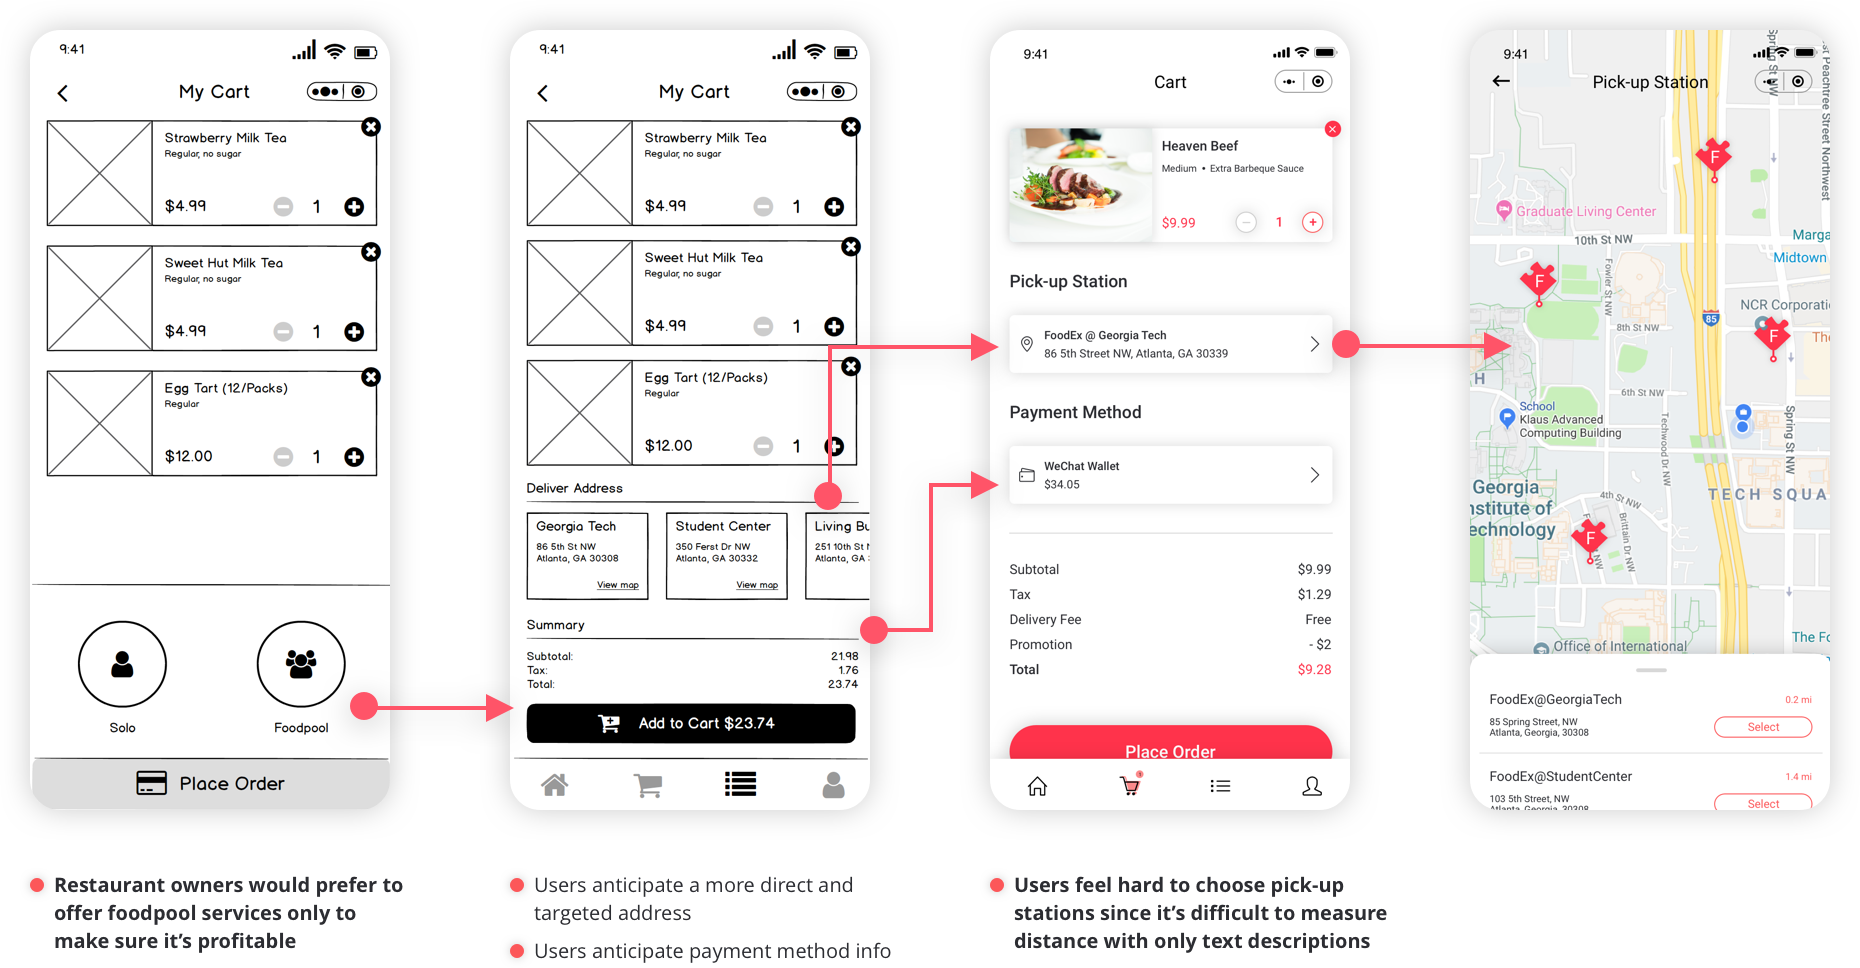 9:41
My Cart
Strawberry Milk Tea
Regular, no sugar
$4.99
1
Sweet Hut Milk Tea
Regular, no sugar
$4.99
1
Egg Tart (12/Packs)
Regular
$12.00
1
Solo
Foodpool
Place Order
Restaurant owners would prefer to
offer foodpool services only to
make sure it's profitable
9:41
My Cart
Strawberry Milk Tea
Regular, no sugar
$4.99
1
Sweet Hut Milk Tea
Regular, no sugar
$4.99
1
Egg Tart (12/Packs)
Regular
$12.00
1
Deliver Address
Georgia Tech
86 5th St NW
Atlanta, GA 30308
View map
Student Center
350 Ferst Dr NW
Atlanta, GA 30332
View map
Living Bu
251 10th St N
Atlanta, GA
Summary
Subtotal:
21.98
Tax:
1.76
Total:
23.74
Add to Cart $23.74
Users anticipate a more direct and
targeted address
Users anticipate payment method info
9:41
Cart
Heaven Beef
Medium • Extra Barbeque Sauce
$9.99
1
Pick-up Station
FoodEx @ Georgia Tech
86 5th Street NW, Atlanta, GA 30339
Payment Method
WeChat Wallet
$34.05
Subtotal
$9.99
Tax
$1.29
Delivery Fee
Free
Promotion
- $2
Total
$9.28
Place Order
Users feel hard to choose pick-up
stations since it's difficult to measure
distance with only text descriptions
9:41
Pick-up Station
Spring St NW
st Peachtree Street Northwest
F
Graduate Living Center
10th St NW
Marga
Midtown
Fowler St NW
F
NCR Corporati
85
8th St NW
F
The
H
6th St NW
School
Klaus Advanced
Computing Building
Techwood Dr NW
Spring St NW
Georgia
nstitute of
echnology
4th St NW
TECH SQUA
F
Brittain Dr NW
The Fo
Office of International
FoodEx@GeorgiaTech
0.2 mi
85 Spring Street, NW
Atlanta, Georgia, 30308
Select
FoodEx@StudentCenter
1.4 mi
103 5th Street, NW
Atlanta, Georgia, 30308
Select